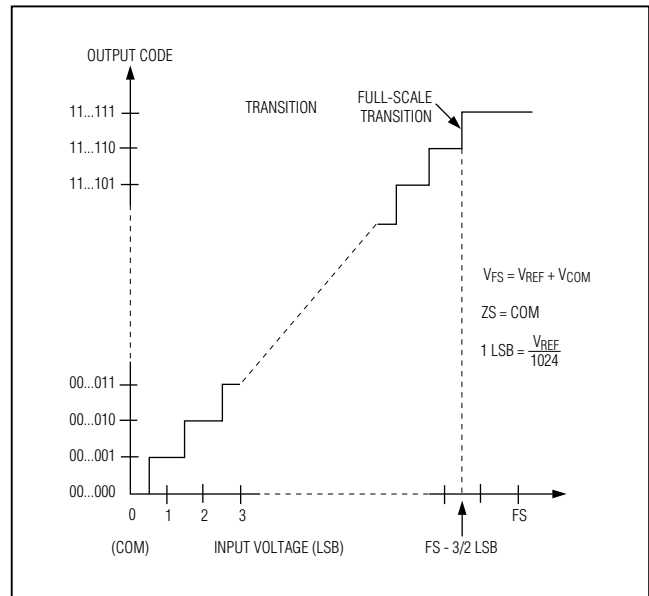 OUTPUT CODE
TRANSITION
FULL-SCALE
TRANSITION
11...111
11...110
11...101
VFS = VREF + VCOM
ZS = COM
1 LSB = VREF
1024
00...011
00...010
00...001
00...000
0
1
2
3
FS
(COM)
INPUT VOLTAGE (LSB)
FS - 3/2 LSB